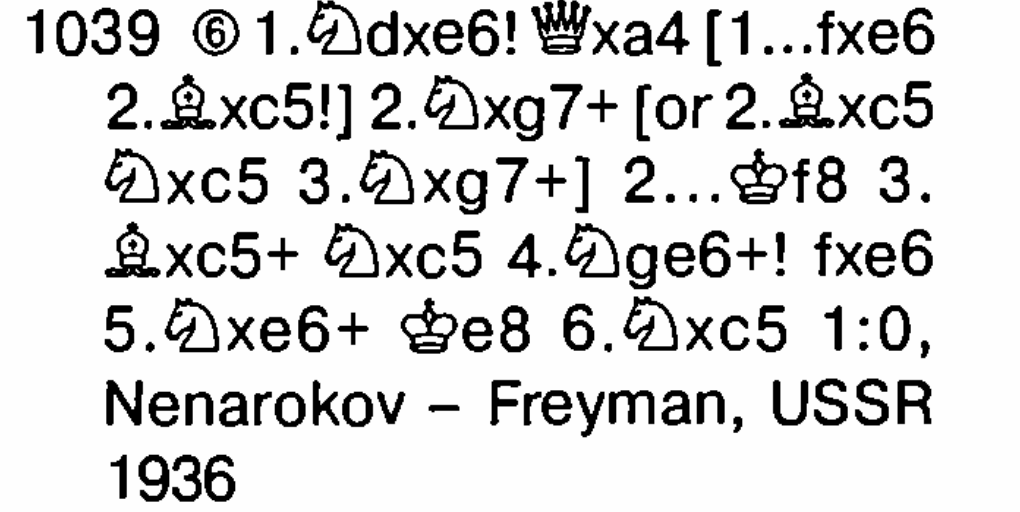 1039 ⑥ 1.♘dxe6! ♕xa4 [1...fxe6
2.♗xc5!] 2.♘xg7+ [or 2.♗xc5
♘xc5 3.♘xg7+] 2...♔f8 3.
♗xc5+ ♘xc5 4.♘ge6+! fxe6
5.♘xe6+ ♔e8 6.♘xc5 1:0,
Nenarokov – Freyman, USSR
1936